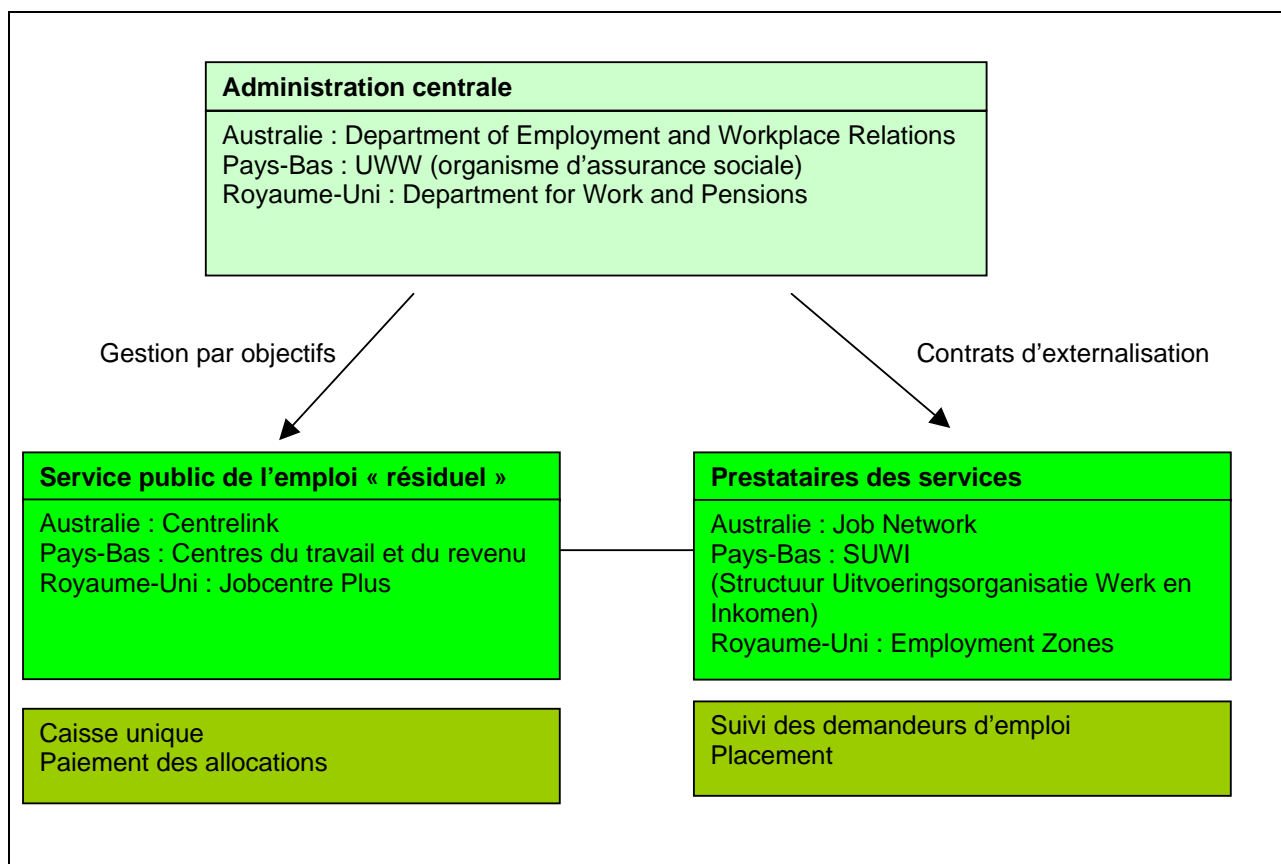 Administration centrale
Australie : Department of Employment and Workplace Relations
Pays-Bas : UWW (organisme d'assurance sociale)
Royaume-Uni : Department for Work and Pensions
Gestion par objectifs
Contrats d'externalisation
Service public de l'emploi « résiduel »
Australie : Centrelink
Pays-Bas : Centres du travail et du revenu
Royaume-Uni : Jobcentre Plus
Prestataires des services
Australie : Job Network
Pays-Bas : SUWI
(Structuur Uitvoeringsorganisatie Werk en
Inkomen)
Royaume-Uni : Employment Zones
Caisse unique
Paiement des allocations
Suivi des demandeurs d'emploi
Placement